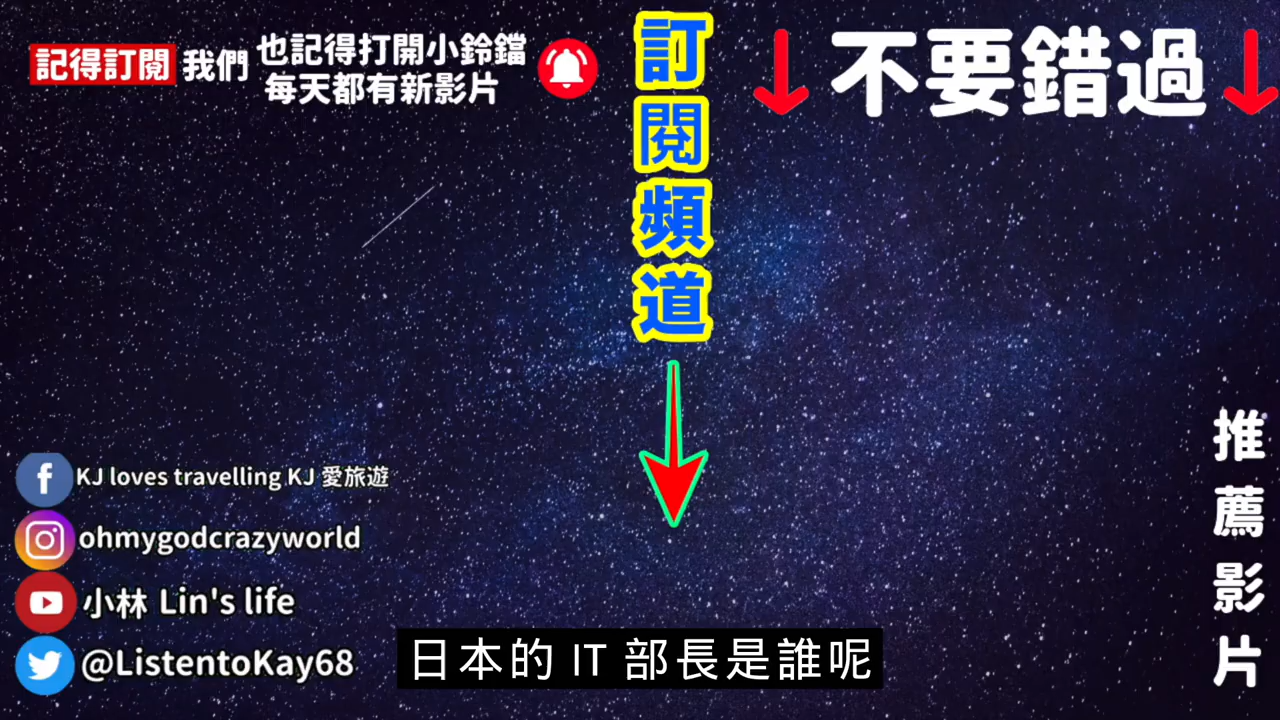 記得訂閱 我們 也記得打開小鈴鐺
每天都有新影片
訂閱頻道
不要錯過
KJ loves travelling KJ 愛旅遊
ohmygodcrazyworld
小林 Lin's life
@ListentoKay68
推薦影片
日本的 IT 部長是誰呢